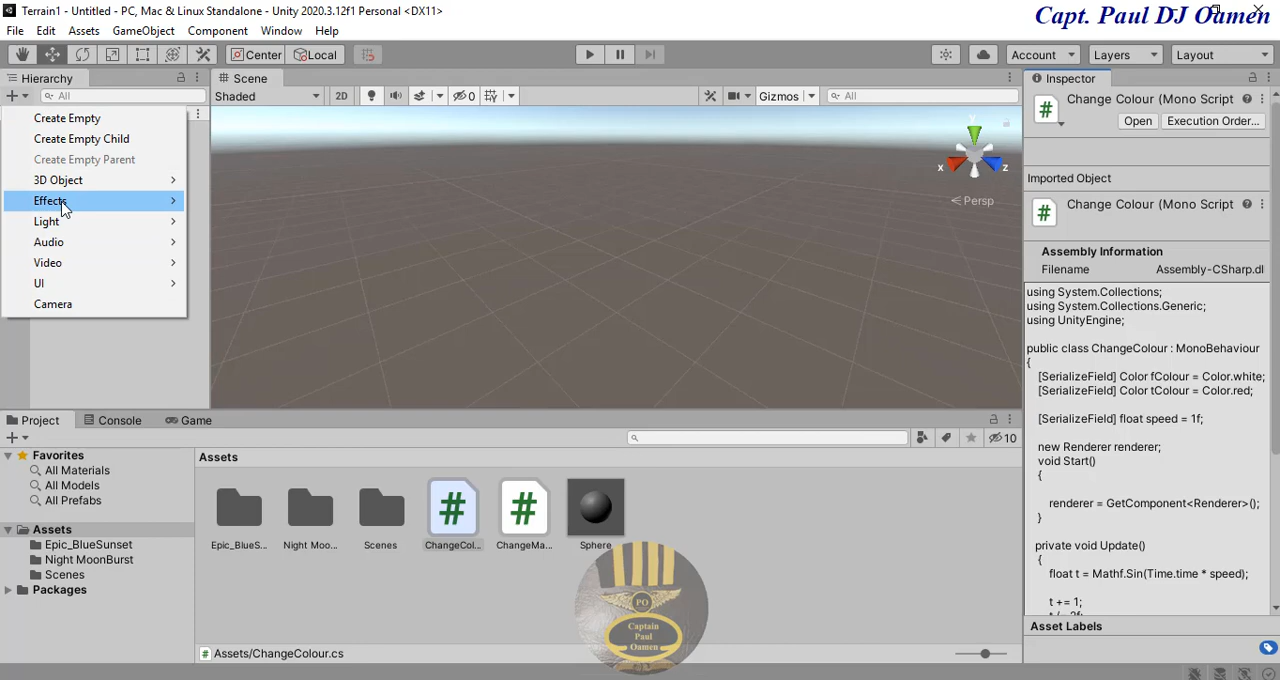 Terrain1 - Untitled - PC, Mac & Linux Standalone - Unity 2020.3.12f1 Personal <DX11>
Capt. Paul DJ Oamen
File Edit Assets GameObject Component Window Help
Center Local Account Layers Layout
Hierarchy
All
Create Empty
Create Empty Child
Create Empty Parent
3D Object
Effects
Light
Audio
Video
UI
Camera
Scene
Shaded 2D 0 Gizmos All
y
x z
Persp
Inspector
Change Colour (Mono Script
Open Execution Order...
Imported Object
Change Colour (Mono Script
Assembly Information
Filename Assembly-CSharp.dl
using System.Collections;
using System.Collections.Generic;
using UnityEngine;
public class ChangeColour : MonoBehaviour
{
[SerializeField] Color fColour = Color.white;
[SerializeField] Color tColour = Color.red;
[SerializeField] float speed = 1f;
new Renderer renderer;
void Start()
{
renderer = GetComponent<Renderer>();
}
private void Update()
{
float t = Mathf.Sin(Time.time * speed);
t += 1;
Asset Labels
Project Console Game
10
Favorites
All Materials
All Models
All Prefabs
Assets
Epic_BlueSunset
Night MoonBurst
Scenes
Packages
Assets
Epic_BlueS... Night Moo... Scenes ChangeCol... ChangeMa... Sphere
PO
Captain
Paul
Oamen
Assets/ChangeColour.cs